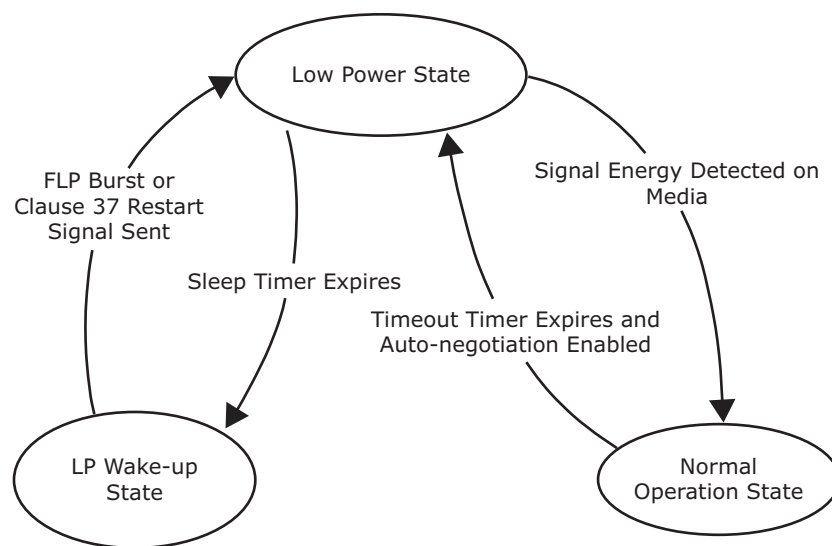 Low Power State
Signal Energy Detected on
Media
FLP Burst or
Clause 37 Restart
Signal Sent
Sleep Timer Expires
Timeout Timer Expires and
Auto-negotiation Enabled
LP Wake-up
State
Normal
Operation State